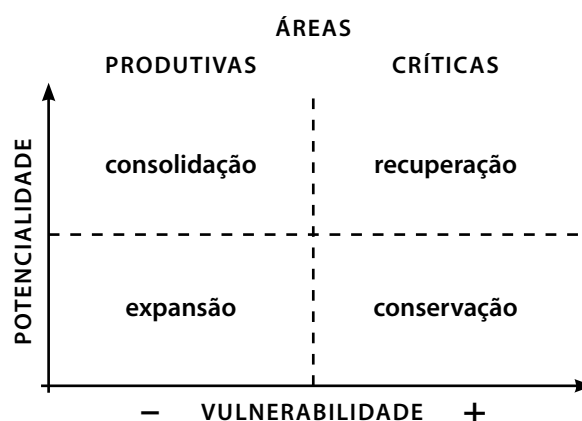 ÁREAS
PRODUTIVAS CRÍTICAS
POTENCIALIDADE
consolidação recuperação
expansão conservação
− VULNERABILIDADE +